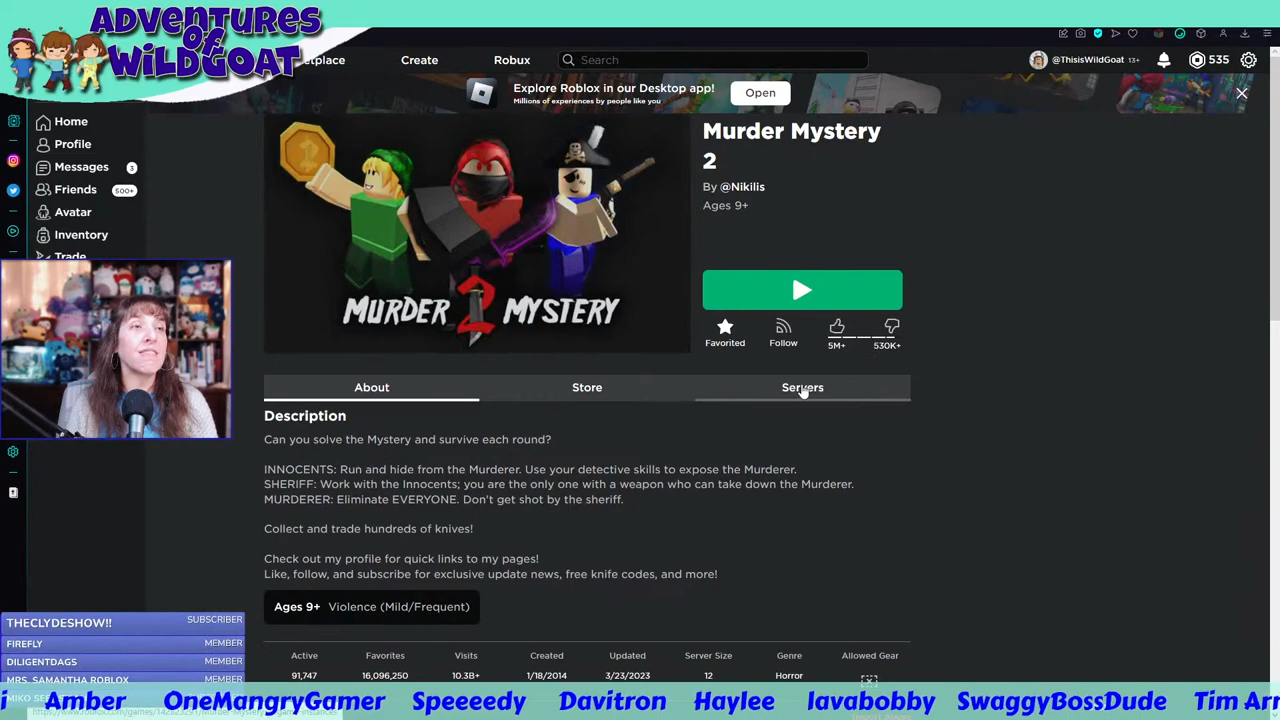 ADVENTURES
OF
WILDGOAT
Create
Robux
Search
@ThisisWildGoat 13+
535
Explore Roblox in our Desktop app!
Millions of experiences by people like you
Open
Home
Profile
Messages
3
Friends
500+
Avatar
Inventory
Trade
MURDER 2 MYSTERY
Murder Mystery
2
By @Nikilis
Ages 9+
Favorited
Follow
5M+
530K+
About
Store
Servers
Description
Can you solve the Mystery and survive each round?
INNOCENTS: Run and hide from the Murderer. Use your detective skills to expose the Murderer.
SHERIFF: Work with the Innocents; you are the only one with a weapon who can take down the Murderer.
MURDERER: Eliminate EVERYONE. Don't get shot by the sheriff.
Collect and trade hundreds of knives!
Check out my profile for quick links to my pages!
Like, follow, and subscribe for exclusive update news, free knife codes, and more!
Ages 9+ Violence (Mild/Frequent)
Active
Favorites
Visits
Created
Updated
Server Size
Genre
Allowed Gear
91,747
16,096,250
10.3B+
1/18/2014
3/23/2023
12
Horror
THECLYDESHOW!! SUBSCRIBER
FIREFLY MEMBER
DILIGENTDAGS MEMBER
MRS. SAMANTHA ROBLOX MEMBER
Amber OneMangryGamer Speeeedy Davitron Haylee lavabobby SwaggyBossDude Tim